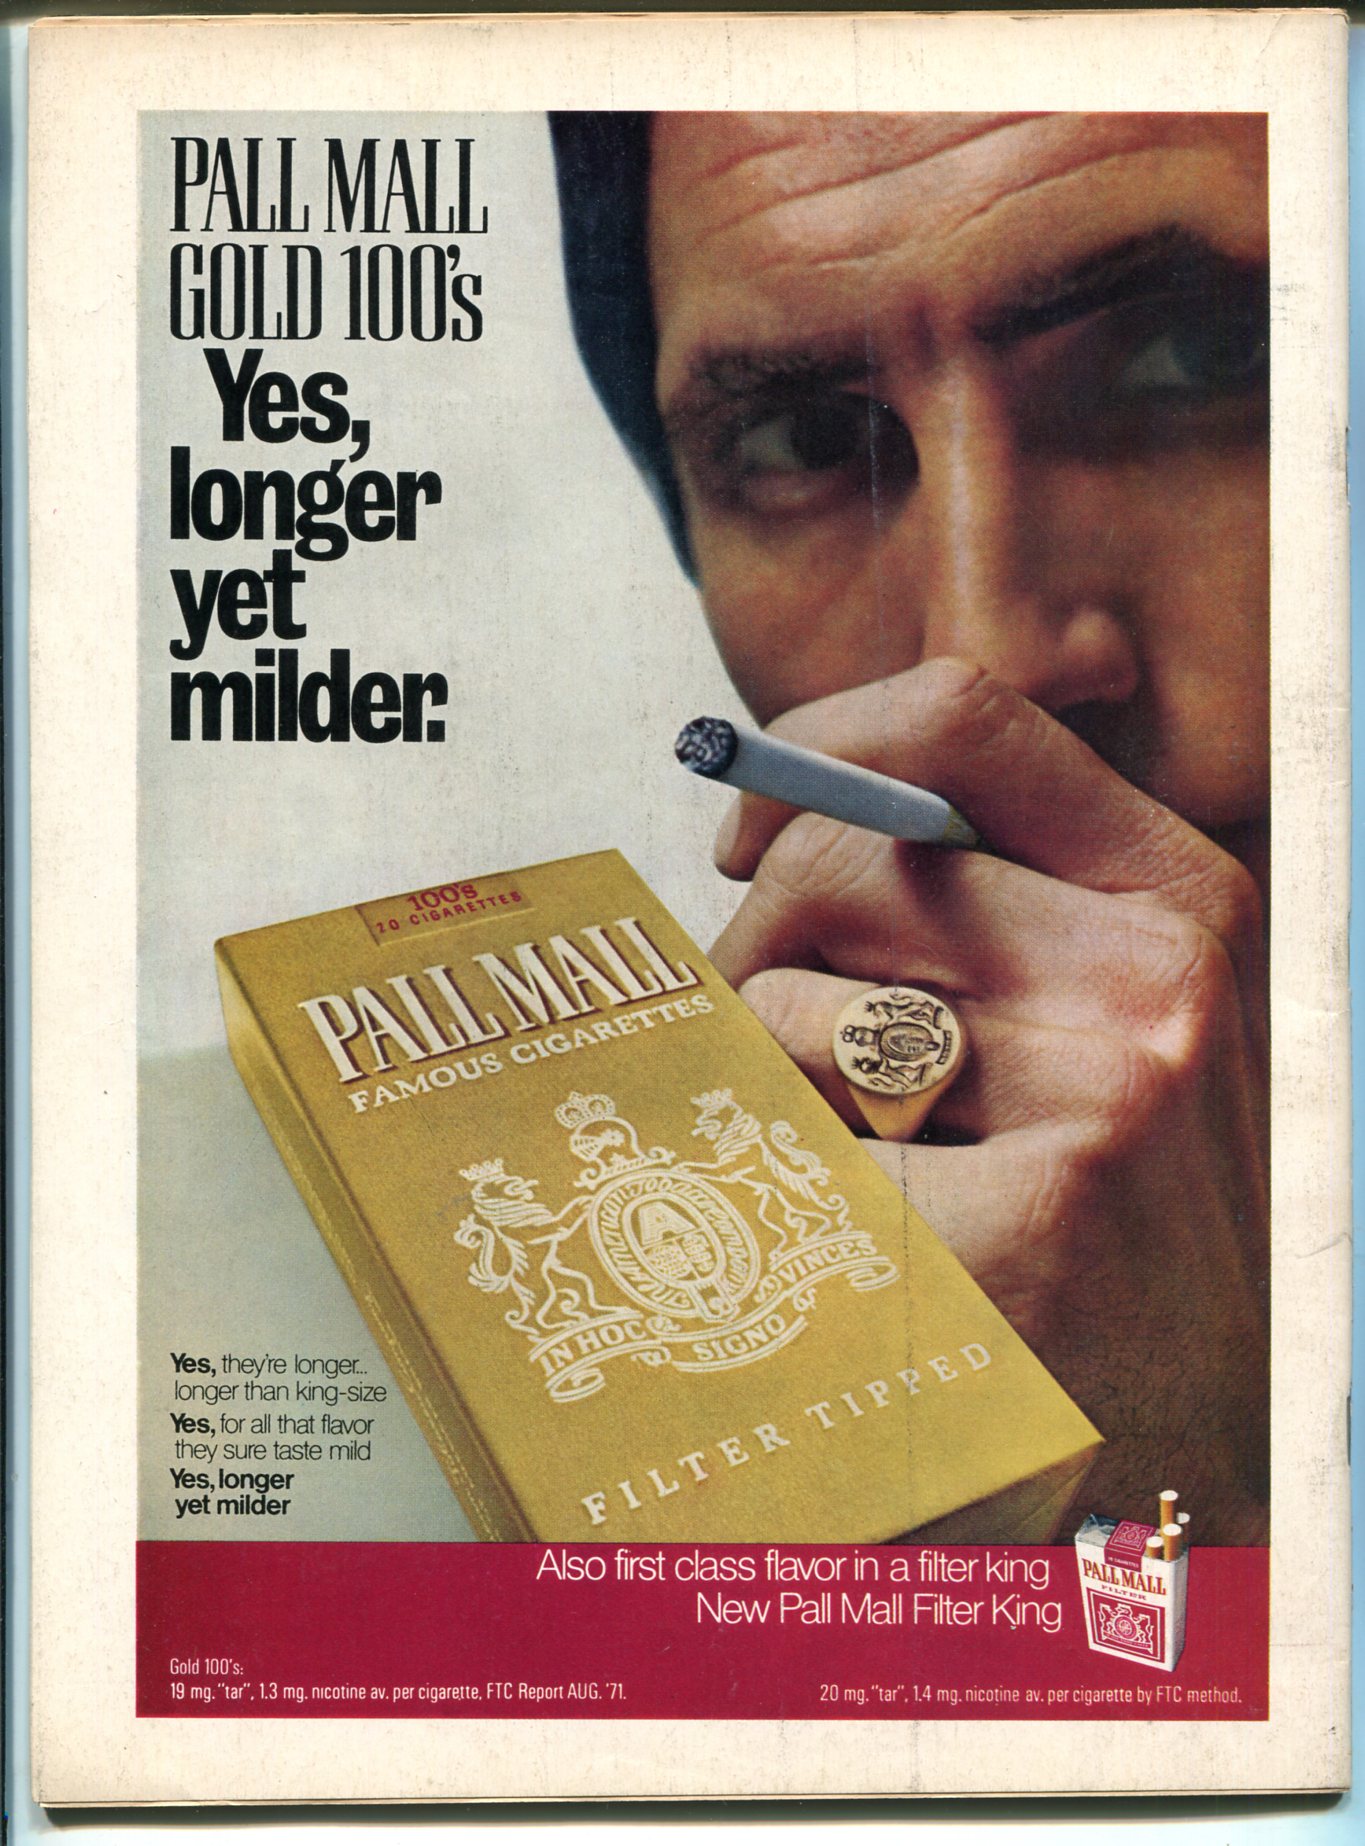 PALL MALL
GOLD 100's
Yes,
longer
yet
milder.
100's
20 CIGARETTES
PALL MALL
FAMOUS CIGARETTES
IN HOC SIGNO VINCES
FILTER TIPPED
Yes, they're longer...
longer than king-size
Yes, for all that flavor
they sure taste mild
Yes, longer
yet milder
Also first class flavor in a filter king
New Pall Mall Filter King
PALL MALL
FILTER
Gold 100's:
19 mg. "tar", 1.3 mg. nicotine av. per cigarette, FTC Report AUG. '71.
20 mg. "tar", 1.4 mg. nicotine av. per cigarette by FTC method.